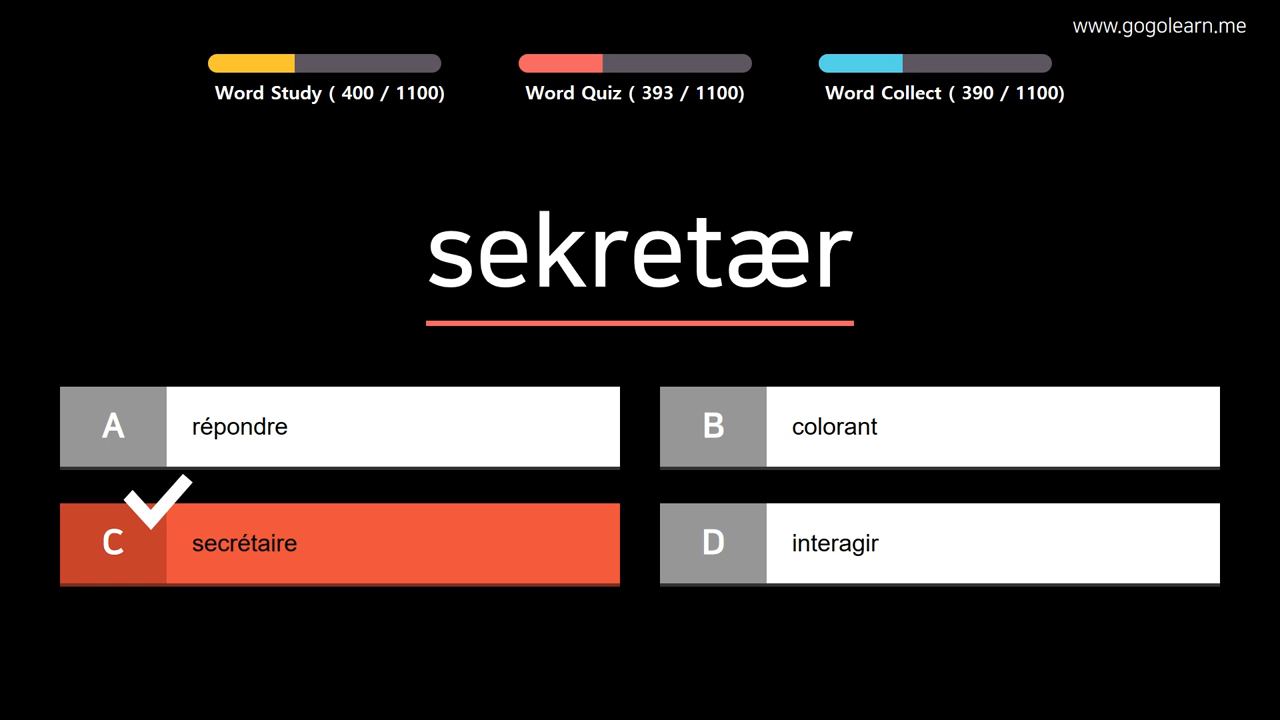 www.gogolearn.me
Word Study ( 400 / 1100)
Word Quiz ( 393 / 1100)
Word Collect ( 390 / 1100)
sekretær
A
répondre
B
colorant
C
secrétaire
D
interagir